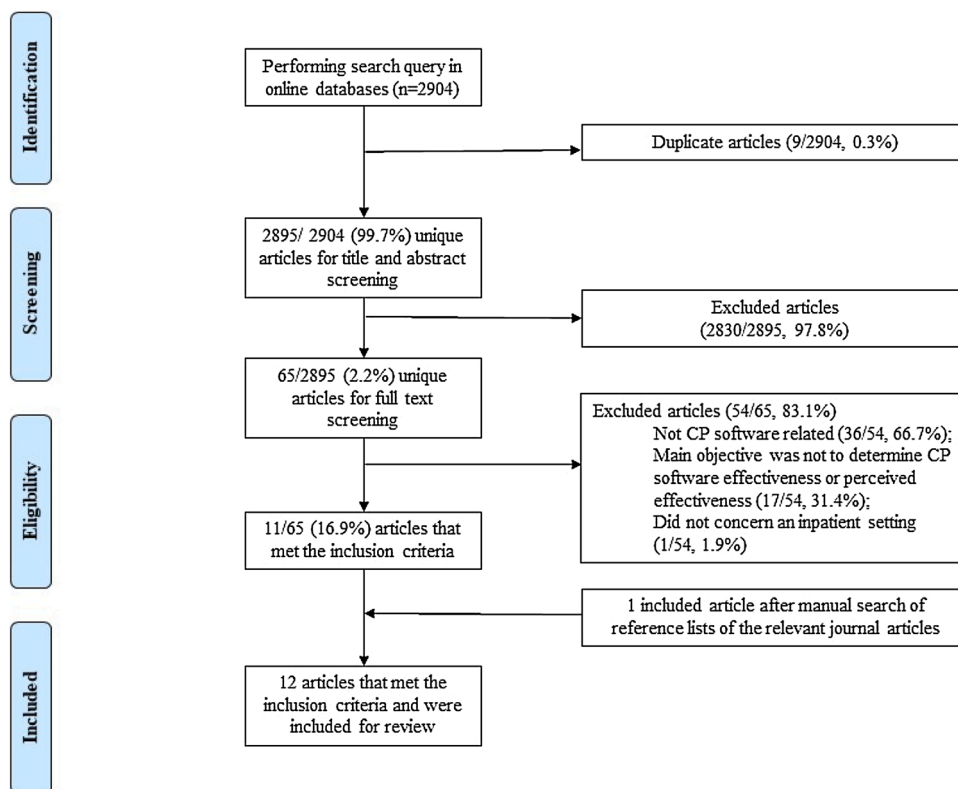 Identification
Performing search query in
online databases (n=2904)
Duplicate articles (9/2904, 0.3%)
Screening
2895/ 2904 (99.7%) unique
articles for title and abstract
screening
Excluded articles
(2830/2895, 97.8%)
65/2895 (2.2%) unique
articles for full text
screening
Eligibility
Excluded articles (54/65, 83.1%)
Not CP software related (36/54, 66.7%);
Main objective was not to determine CP
software effectiveness or perceived
effectiveness (17/54, 31.4%);
Did not concern an inpatient setting
(1/54, 1.9%)
11/65 (16.9%) articles that
met the inclusion criteria
1 included article after manual search of
reference lists of the relevant journal articles
Included
12 articles that met the
inclusion criteria and were
included for review